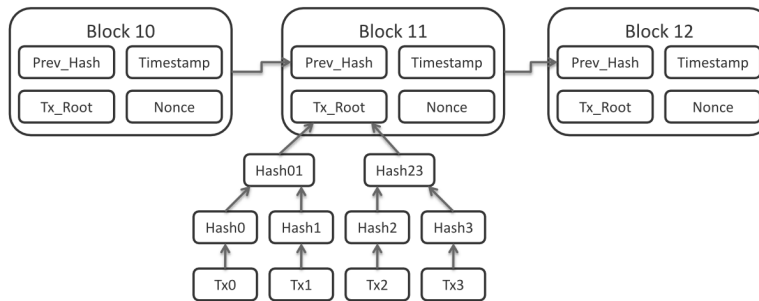 Block 10
Block 11
Block 12
Prev_Hash
Timestamp
Prev_Hash
Timestamp
Prev_Hash
Timestamp
Tx_Root
Nonce
Tx_Root
Nonce
Tx_Root
Nonce
Hash01
Hash23
Hash0
Hash1
Hash2
Hash3
Tx0
Tx1
Tx2
Tx3